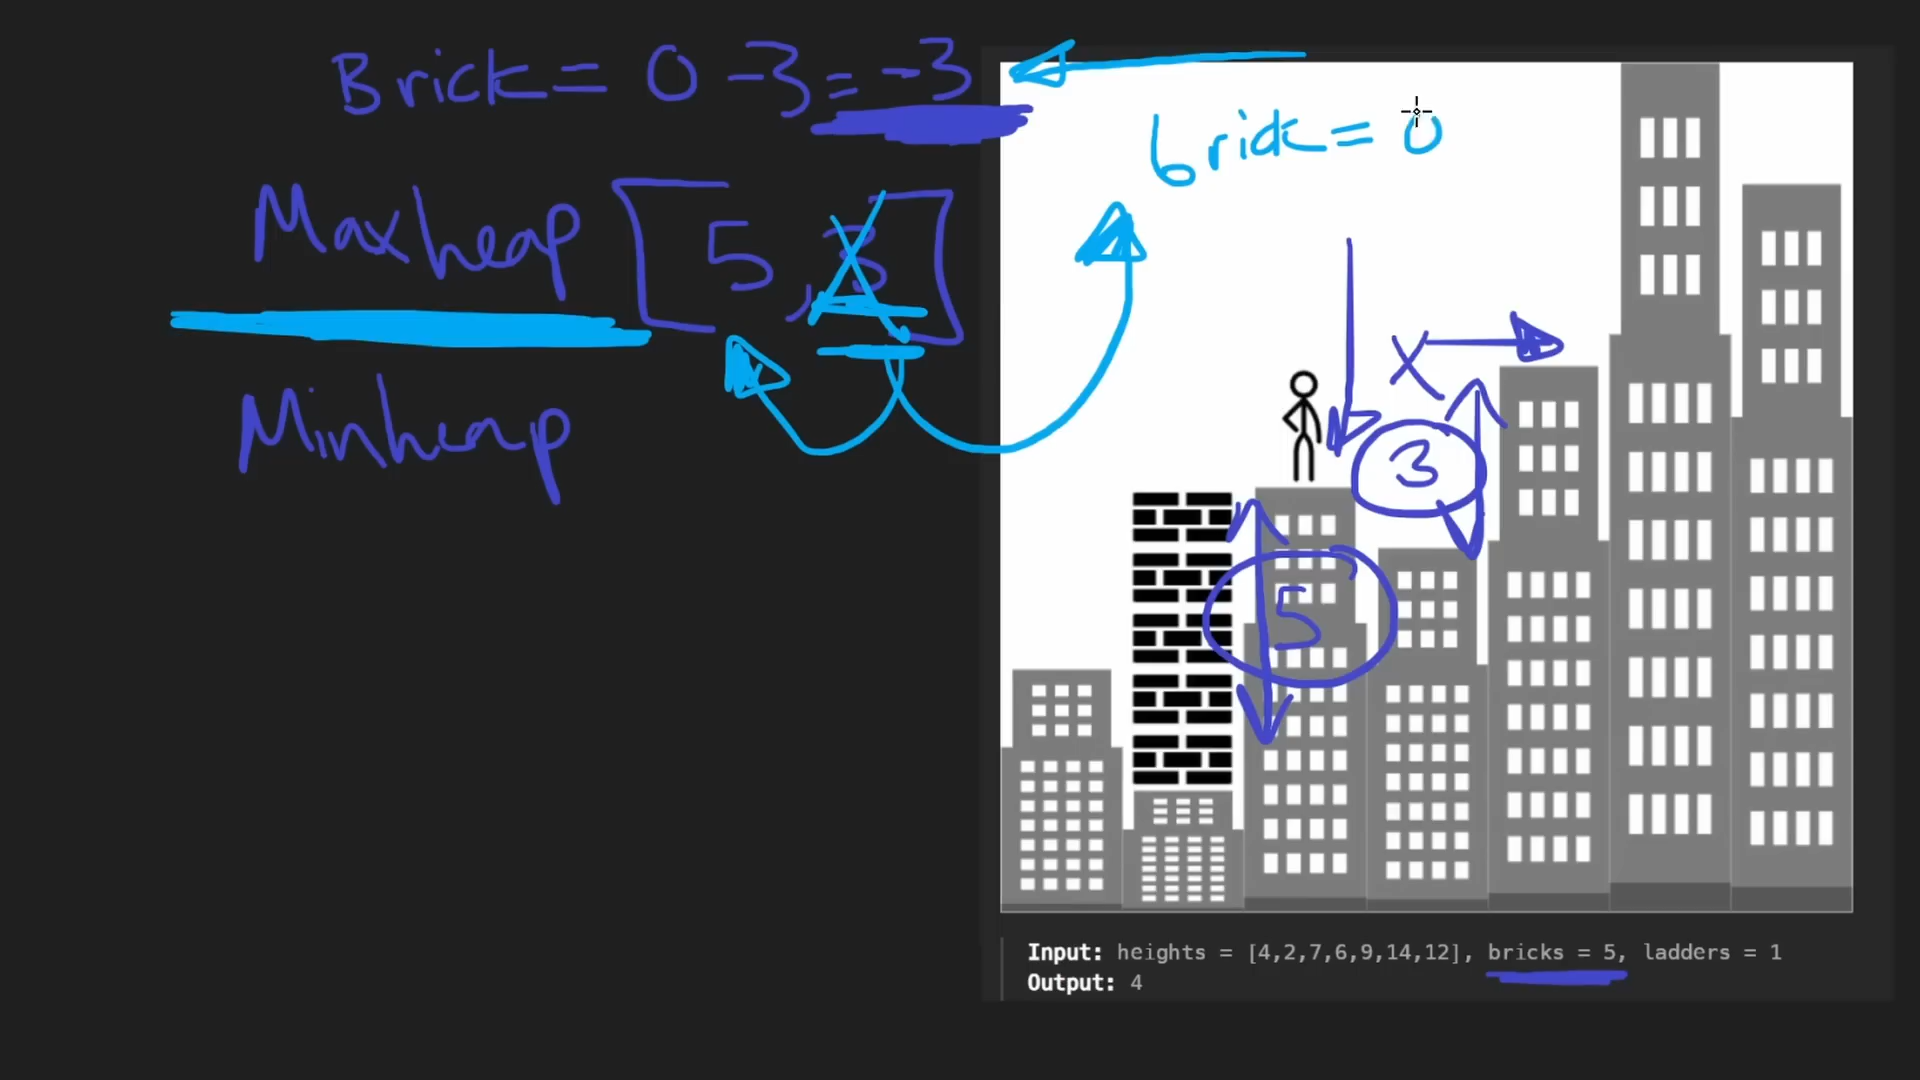 Brick = 0 -3 = -3
brick = 0
Maxheap [5, 3]
Minheap
X
3
5
Input: heights = [4,2,7,6,9,14,12], bricks = 5, ladders = 1
Output: 4